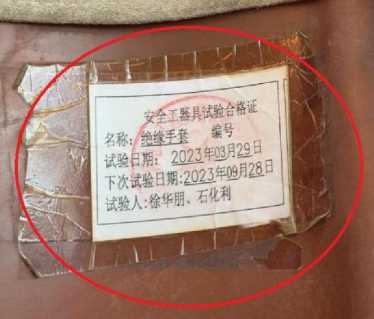 安全工器具试验合格证
名称：绝缘手套 编号
试验日期：2023年03月29日
下次试验日期：2023年09月28日
试验人：徐华朋、石化利